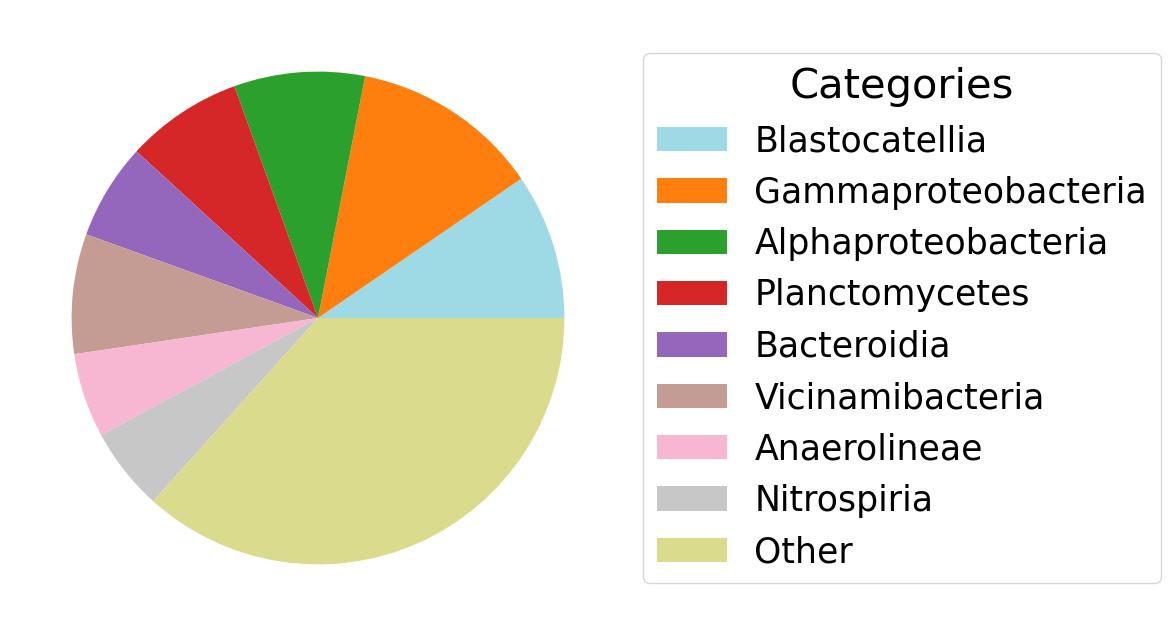 Categories
Blastocatellia
Gammaproteobacteria
Alphaproteobacteria
Planctomycetes
Bacteroidia
Vicinamibacteria
Anaerolineae
Nitrospiria
Other